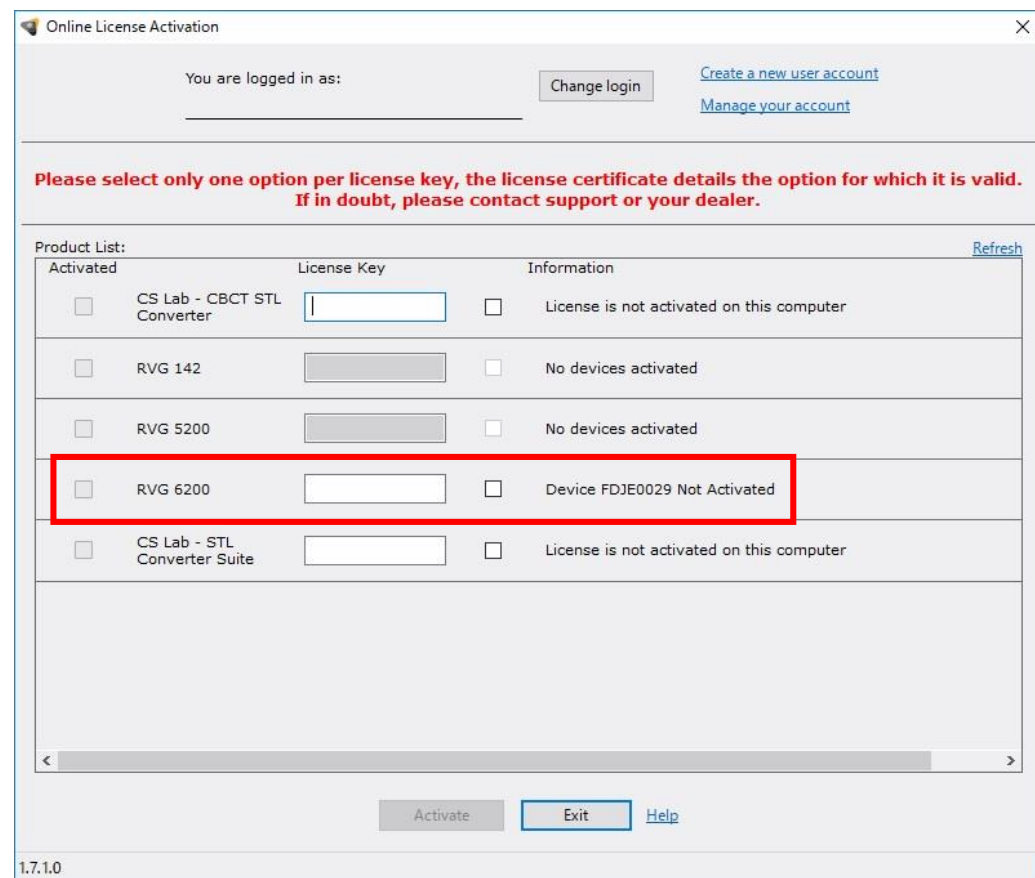 Online License Activation
You are logged in as:
Change login
Create a new user account
Manage your account
Please select only one option per license key, the license certificate details the option for which it is valid.
If in doubt, please contact support or your dealer.
Product List:
Refresh
Activated License Key Information
CS Lab - CBCT STL
Converter
License is not activated on this computer
RVG 142 No devices activated
RVG 5200 No devices activated
RVG 6200 Device FDJE0029 Not Activated
CS Lab - STL
Converter Suite
License is not activated on this computer
Activate Exit Help
1.7.1.0